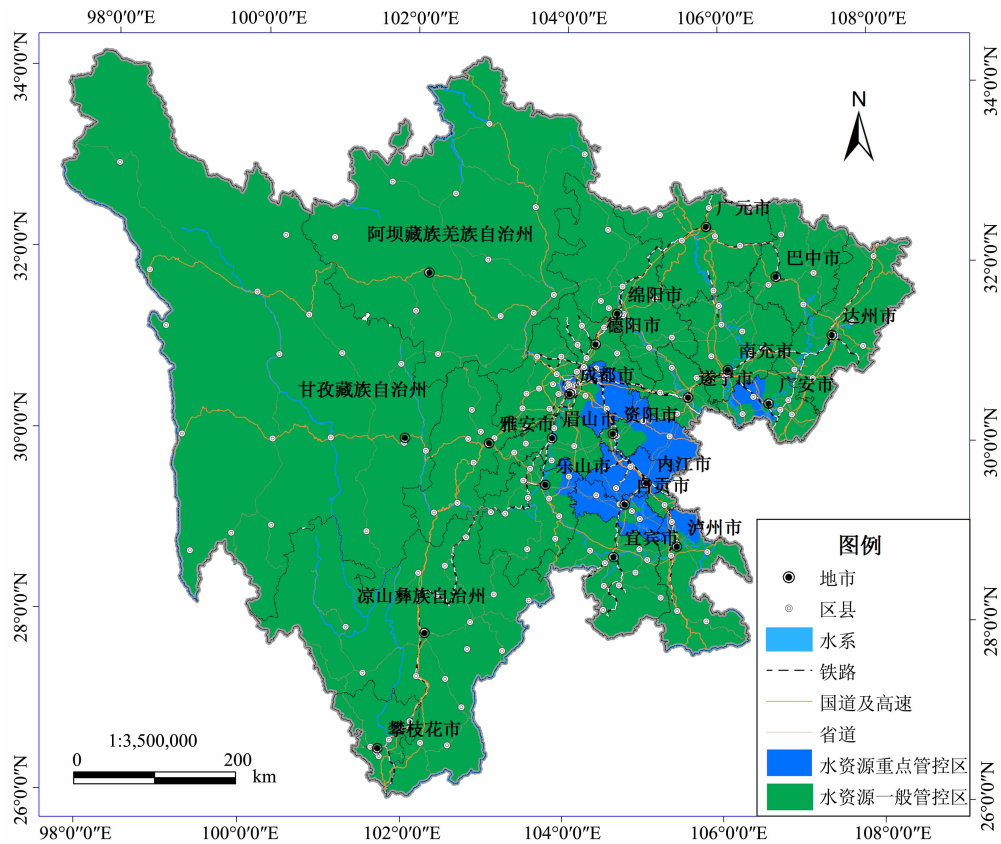 98°0′0″E 100°0′0″E 102°0′0″E 104°0′0″E 106°0′0″E 108°0′0″E
34°0′0″N
34°0′0″N
N
广元市
阿坝藏族羌族自治州
32°0′0″N
32°0′0″N
巴中市
绵阳市
达州市
德阳市
南充市
成都市
遂宁市
广安市
甘孜藏族自治州
资阳市
眉山市
雅安市
30°0′0″N
30°0′0″N
内江市
乐山市
自贡市
泸州市
宜宾市
图例
地市
凉山彝族自治州
区县
28°0′0″N
28°0′0″N
水系
铁路
国道及高速
攀枝花市
省道
1:3,500,000
0 200
km
水资源重点管控区
水资源一般管控区
26°0′0″N
26°0′0″N
98°0′0″E 100°0′0″E 102°0′0″E 104°0′0″E 106°0′0″E 108°0′0″E